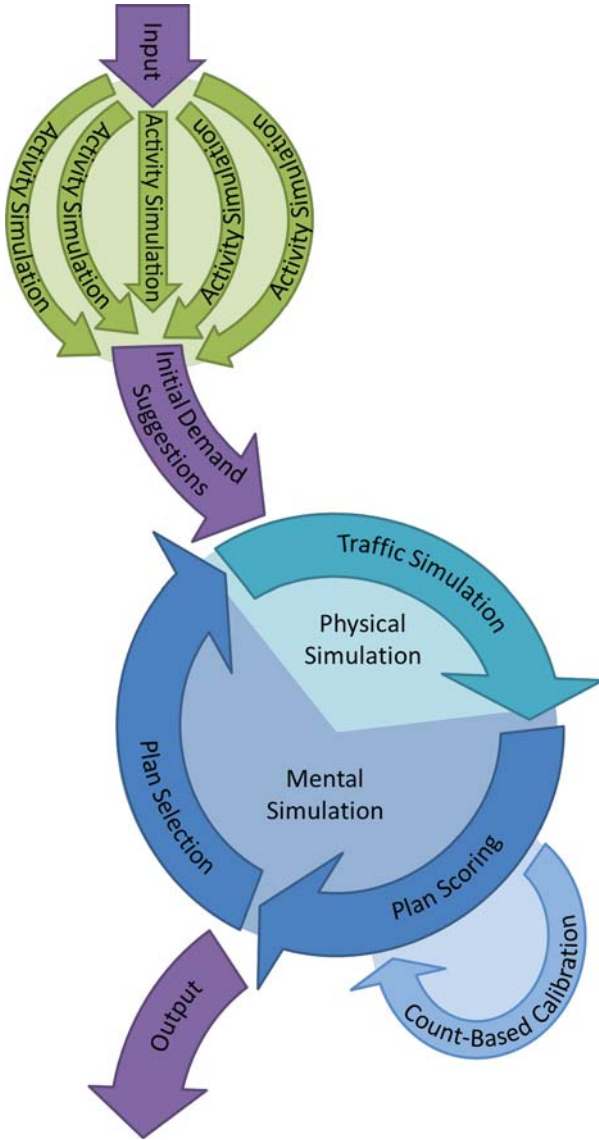 Input
Activity Simulation
Activity Simulation
Activity Simulation
Activity Simulation
Activity Simulation
Initial Demand
Suggestions
Traffic Simulation
Physical
Simulation
Mental
Simulation
Plan Selection
Plan Scoring
Count-Based Calibration
Output